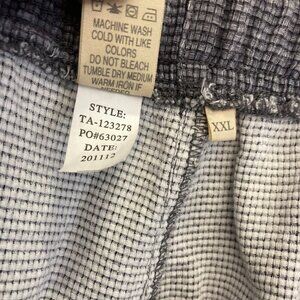 MACHINE WASH
COLD WITH LIKE
COLORS
DO NOT BLEACH
TUMBLE DRY MEDIUM
WARM IRON IF
STYLE:
TA-123278
PO#63027
DATE:
201112
XXL